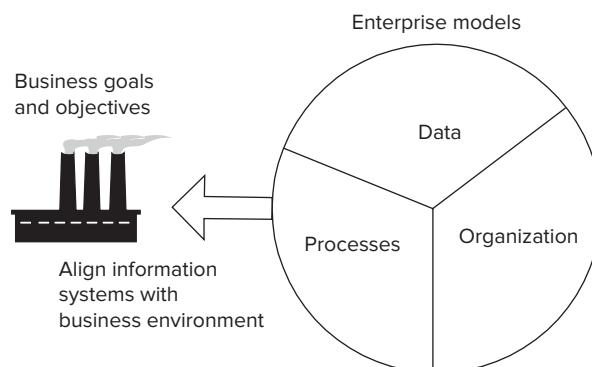 Enterprise models
Business goals
and objectives
Data
Processes
Organization
Align information
systems with
business environment